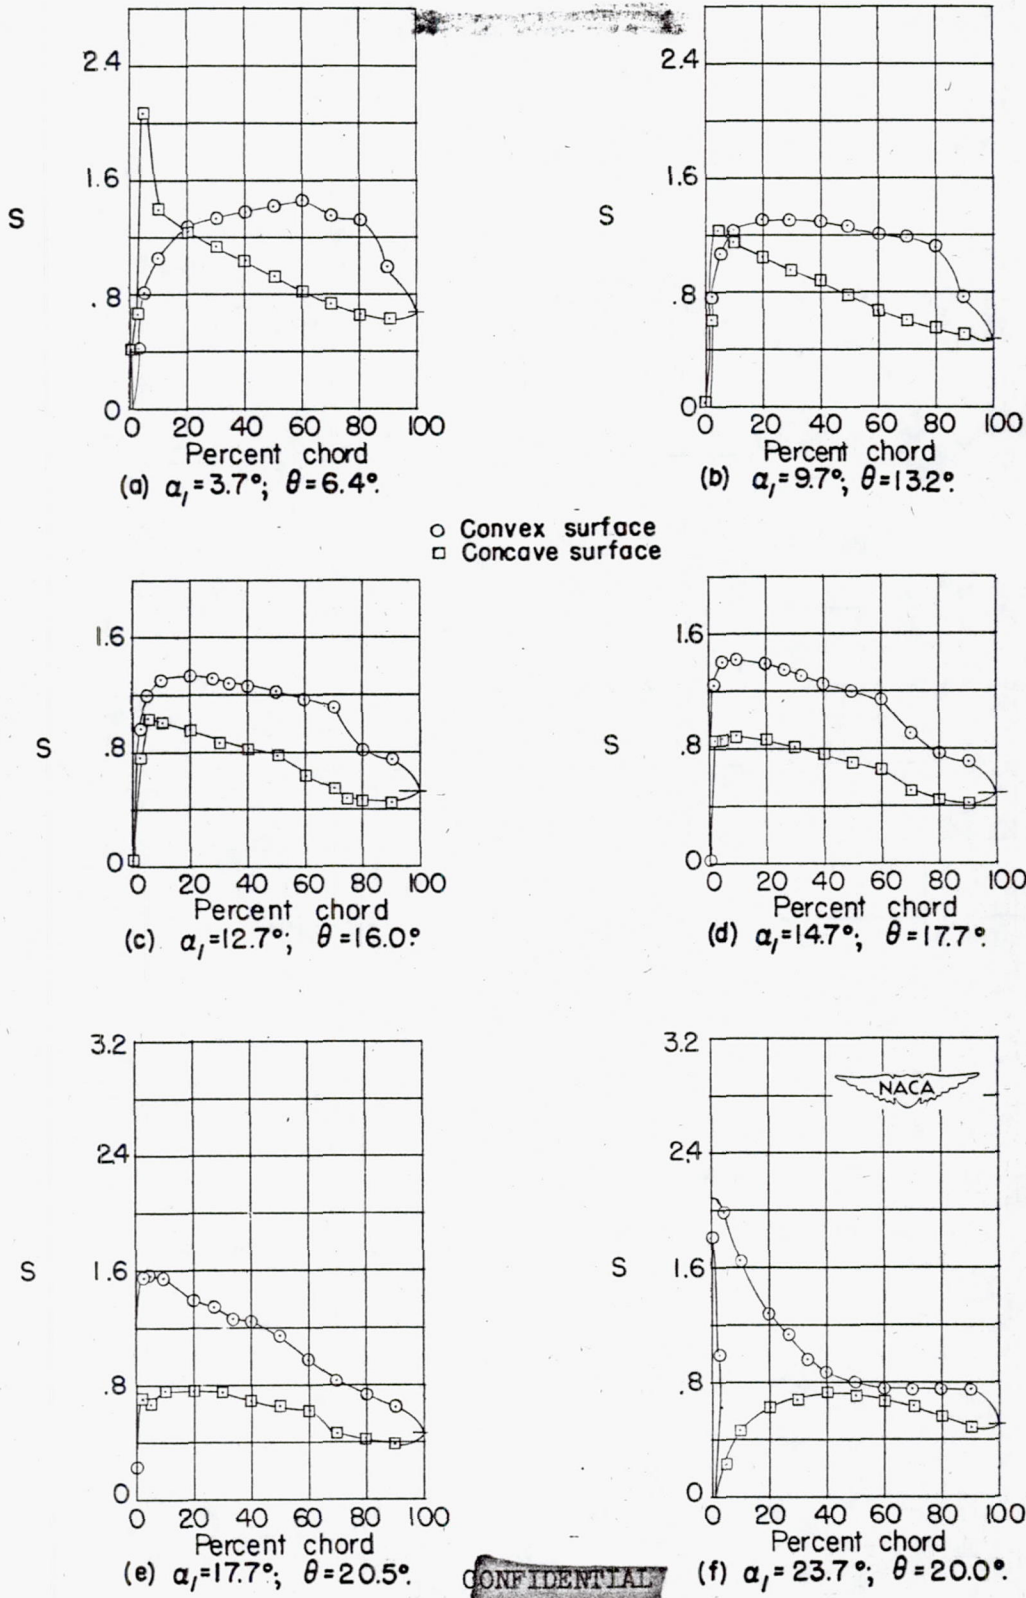 2.4
1.6
S
.8
0
0 20 40 60 80 100
Percent chord
(a) α₁=3.7°; θ=6.4°.
2.4
1.6
S
.8
0
0 20 40 60 80 100
Percent chord
(b) α₁=9.7°; θ=13.2°.
Convex surface
Concave surface
1.6
S
.8
0
0 20 40 60 80 100
Percent chord
(c) α₁=12.7°; θ=16.0°.
1.6
S
.8
0
0 20 40 60 80 100
Percent chord
(d) α₁=14.7°; θ=17.7°.
3.2
2.4
S
1.6
.8
0
0 20 40 60 80 100
Percent chord
(e) α₁=17.7°; θ=20.5°.
3.2
NACA
2.4
S
1.6
.8
0
0 20 40 60 80 100
Percent chord
(f) α₁=23.7°; θ=20.0°.
CONFIDENTIAL